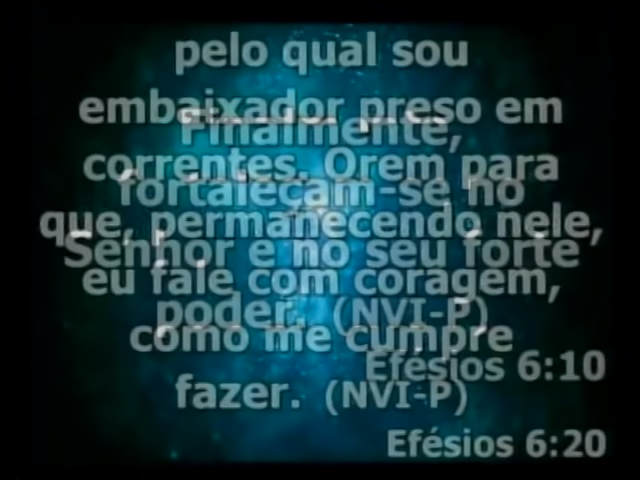 pelo qual sou
embaixador preso em
Finalmente,
correntes. Orem para
fortaleçam-se no
que, permanecendo nele,
Senhor e no seu forte
eu fale com coragem,
poder. (NVI-P)
como me cumpre
Efésios 6:10
fazer. (NVI-P)
Efésios 6:20